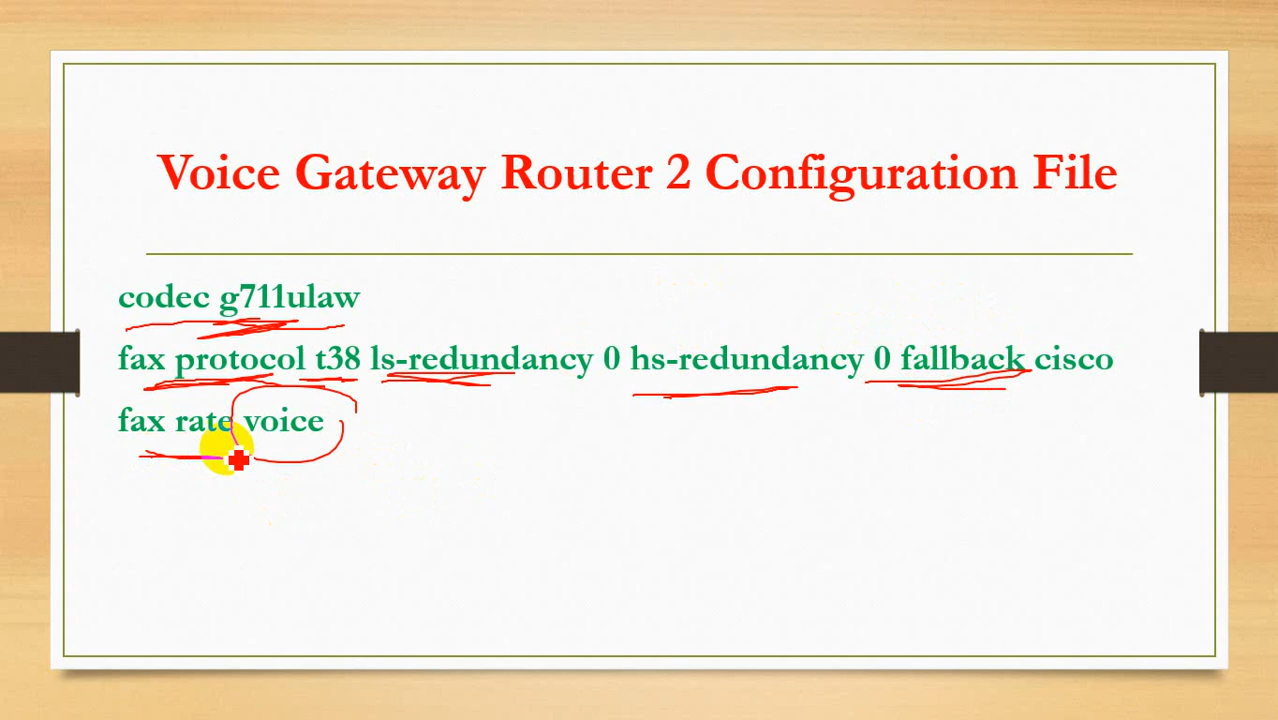 Voice Gateway Router 2 Configuration File
codec g711ulaw
fax protocol t38 ls-redundancy 0 hs-redundancy 0 fallback cisco
fax rate voice